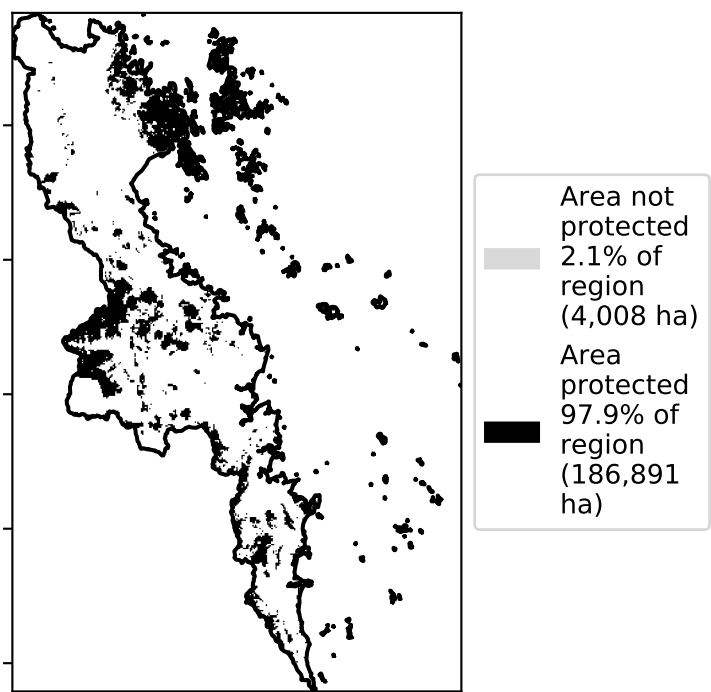 Area not
protected
2.1% of
region
(4,008 ha)
Area
protected
97.9% of
region
(186,891
ha)